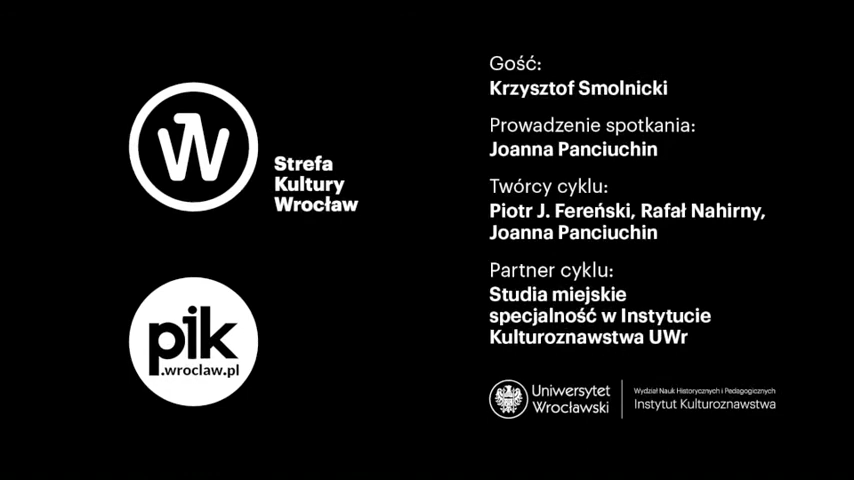 W
Strefa
Kultury
Wrocław
pik
.wroclaw.pl
Gość:
Krzysztof Smolnicki
Prowadzenie spotkania:
Joanna Panciuchin
Twórcy cyklu:
Piotr J. Fereński, Rafał Nahirny,
Joanna Panciuchin
Partner cyklu:
Studia miejskie
specjalność w Instytucie
Kulturoznawstwa UWr
Uniwersytet
Wrocławski
Wydział Nauk Historycznych i Pedagogicznych
Instytut Kulturoznawstwa